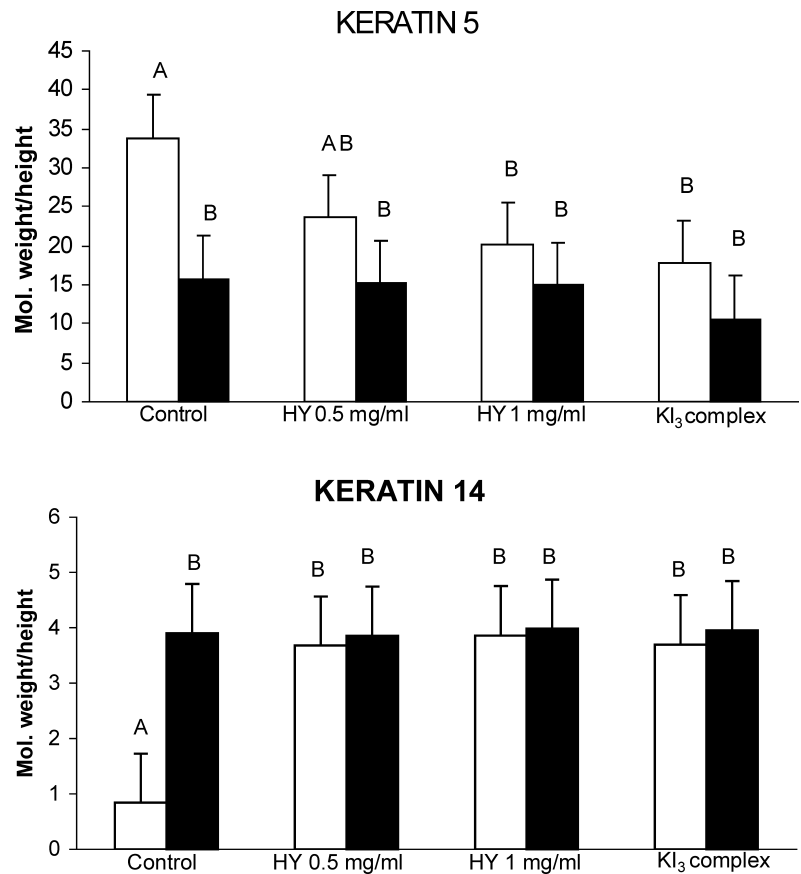 KERATIN 5
Mol. weight/height
45
40
35
30
25
20
15
10
5
0
A
B
A B
B
B
B
B
B
Control
HY 0.5 mg/ml
HY 1 mg/ml
KI₃ complex
KERATIN 14
Mol. weight/height
6
5
4
3
2
1
0
A
B
B
B
B
B
B
B
Control
HY 0.5 mg/ml
HY 1 mg/ml
KI₃ complex